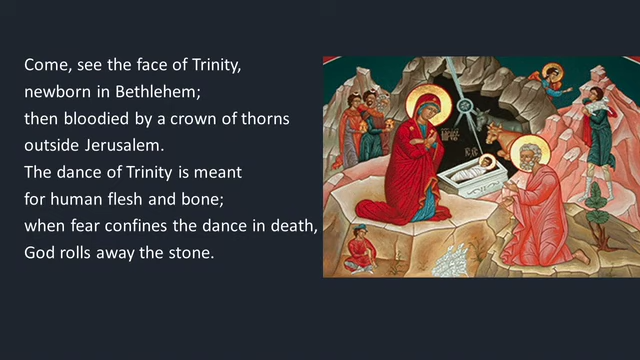 Come, see the face of Trinity,
newborn in Bethlehem;
then bloodied by a crown of thorns
outside Jerusalem.
The dance of Trinity is meant
for human flesh and bone;
when fear confines the dance in death,
God rolls away the stone.